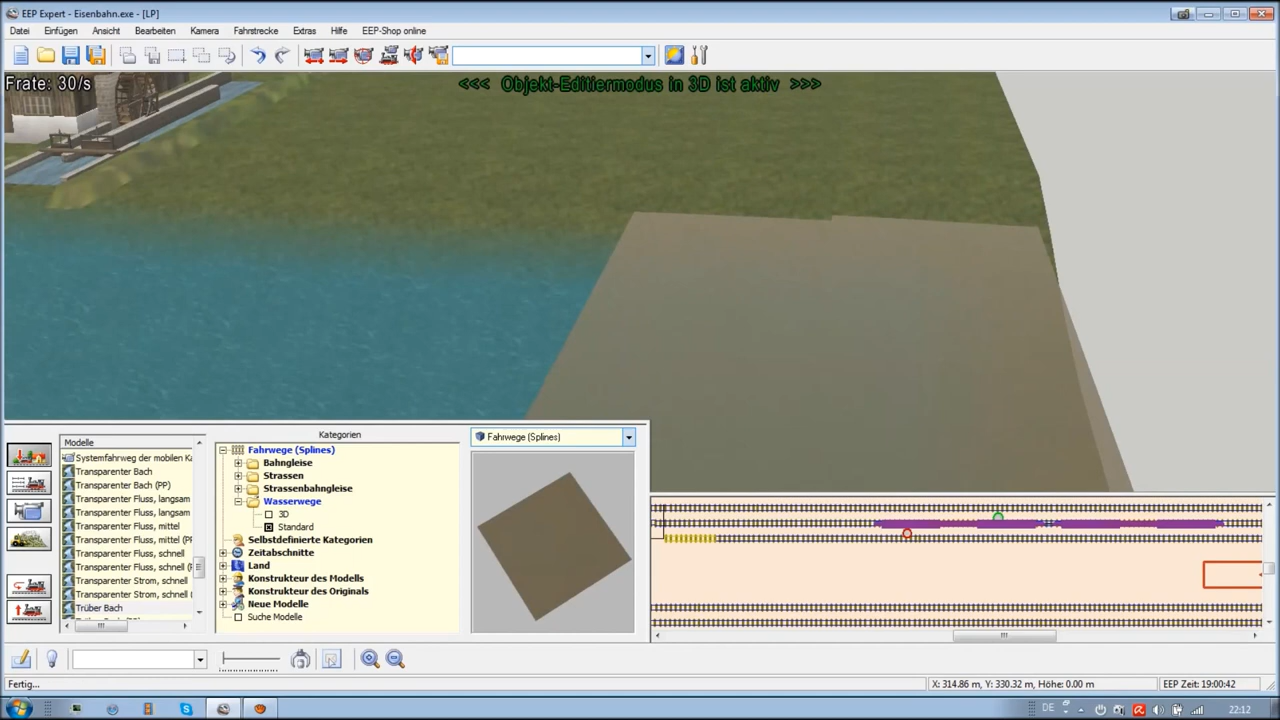 EEP Expert - Eisenbahn.exe - [LP]
Datei Einfügen Ansicht Bearbeiten Kamera Fahrstrecke Extras Hilfe EEP-Shop online
Frate: 30/s
<<< Objekt-Editiermodus in 3D ist aktiv >>>
Modelle
Systemfahrweg der mobilen Ka
Transparenter Bach
Transparenter Bach (PP)
Transparenter Fluss, langsam
Transparenter Fluss, langsam
Transparenter Fluss, mittel
Transparenter Fluss, mittel (PP
Transparenter Fluss, schnell
Transparenter Fluss, schnell (F
Transparenter Strom, schnell
Transparenter Strom, schnell (
Trüber Bach
Kategorien
Fahrwege (Splines)
Bahngleise
Strassen
Strassenbahngleise
Wasserwege
3D
Standard
Selbstdefinierte Kategorien
Zeitabschnitte
Land
Konstrukteur des Modells
Konstrukteur des Originals
Neue Modelle
Suche Modelle
Fahrwege (Splines)
Fertig...
X: 314.86 m, Y: 330.32 m, Höhe: 0.00 m
EEP Zeit: 19:00:42
DE
22:12